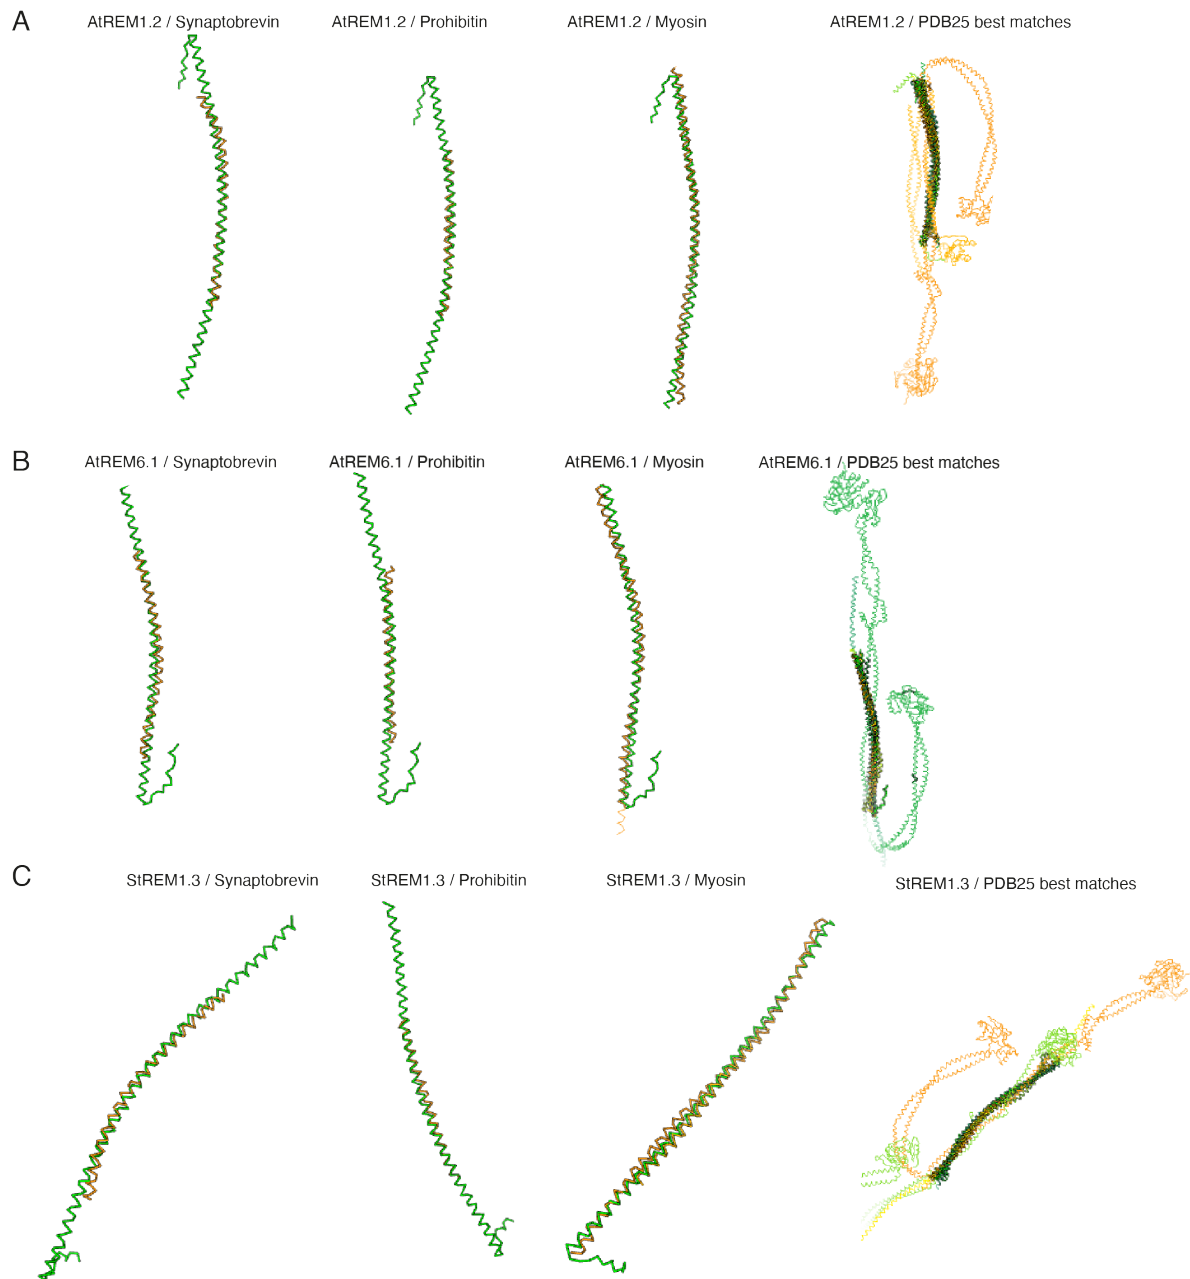 A
AtREM1.2 / Synaptobrevin
AtREM1.2 / Prohibitin
AtREM1.2 / Myosin
AtREM1.2 / PDB25 best matches
B
AtREM6.1 / Synaptobrevin
AtREM6.1 / Prohibitin
AtREM6.1 / Myosin
AtREM6.1 / PDB25 best matches
C
StREM1.3 / Synaptobrevin
StREM1.3 / Prohibitin
StREM1.3 / Myosin
StREM1.3 / PDB25 best matches